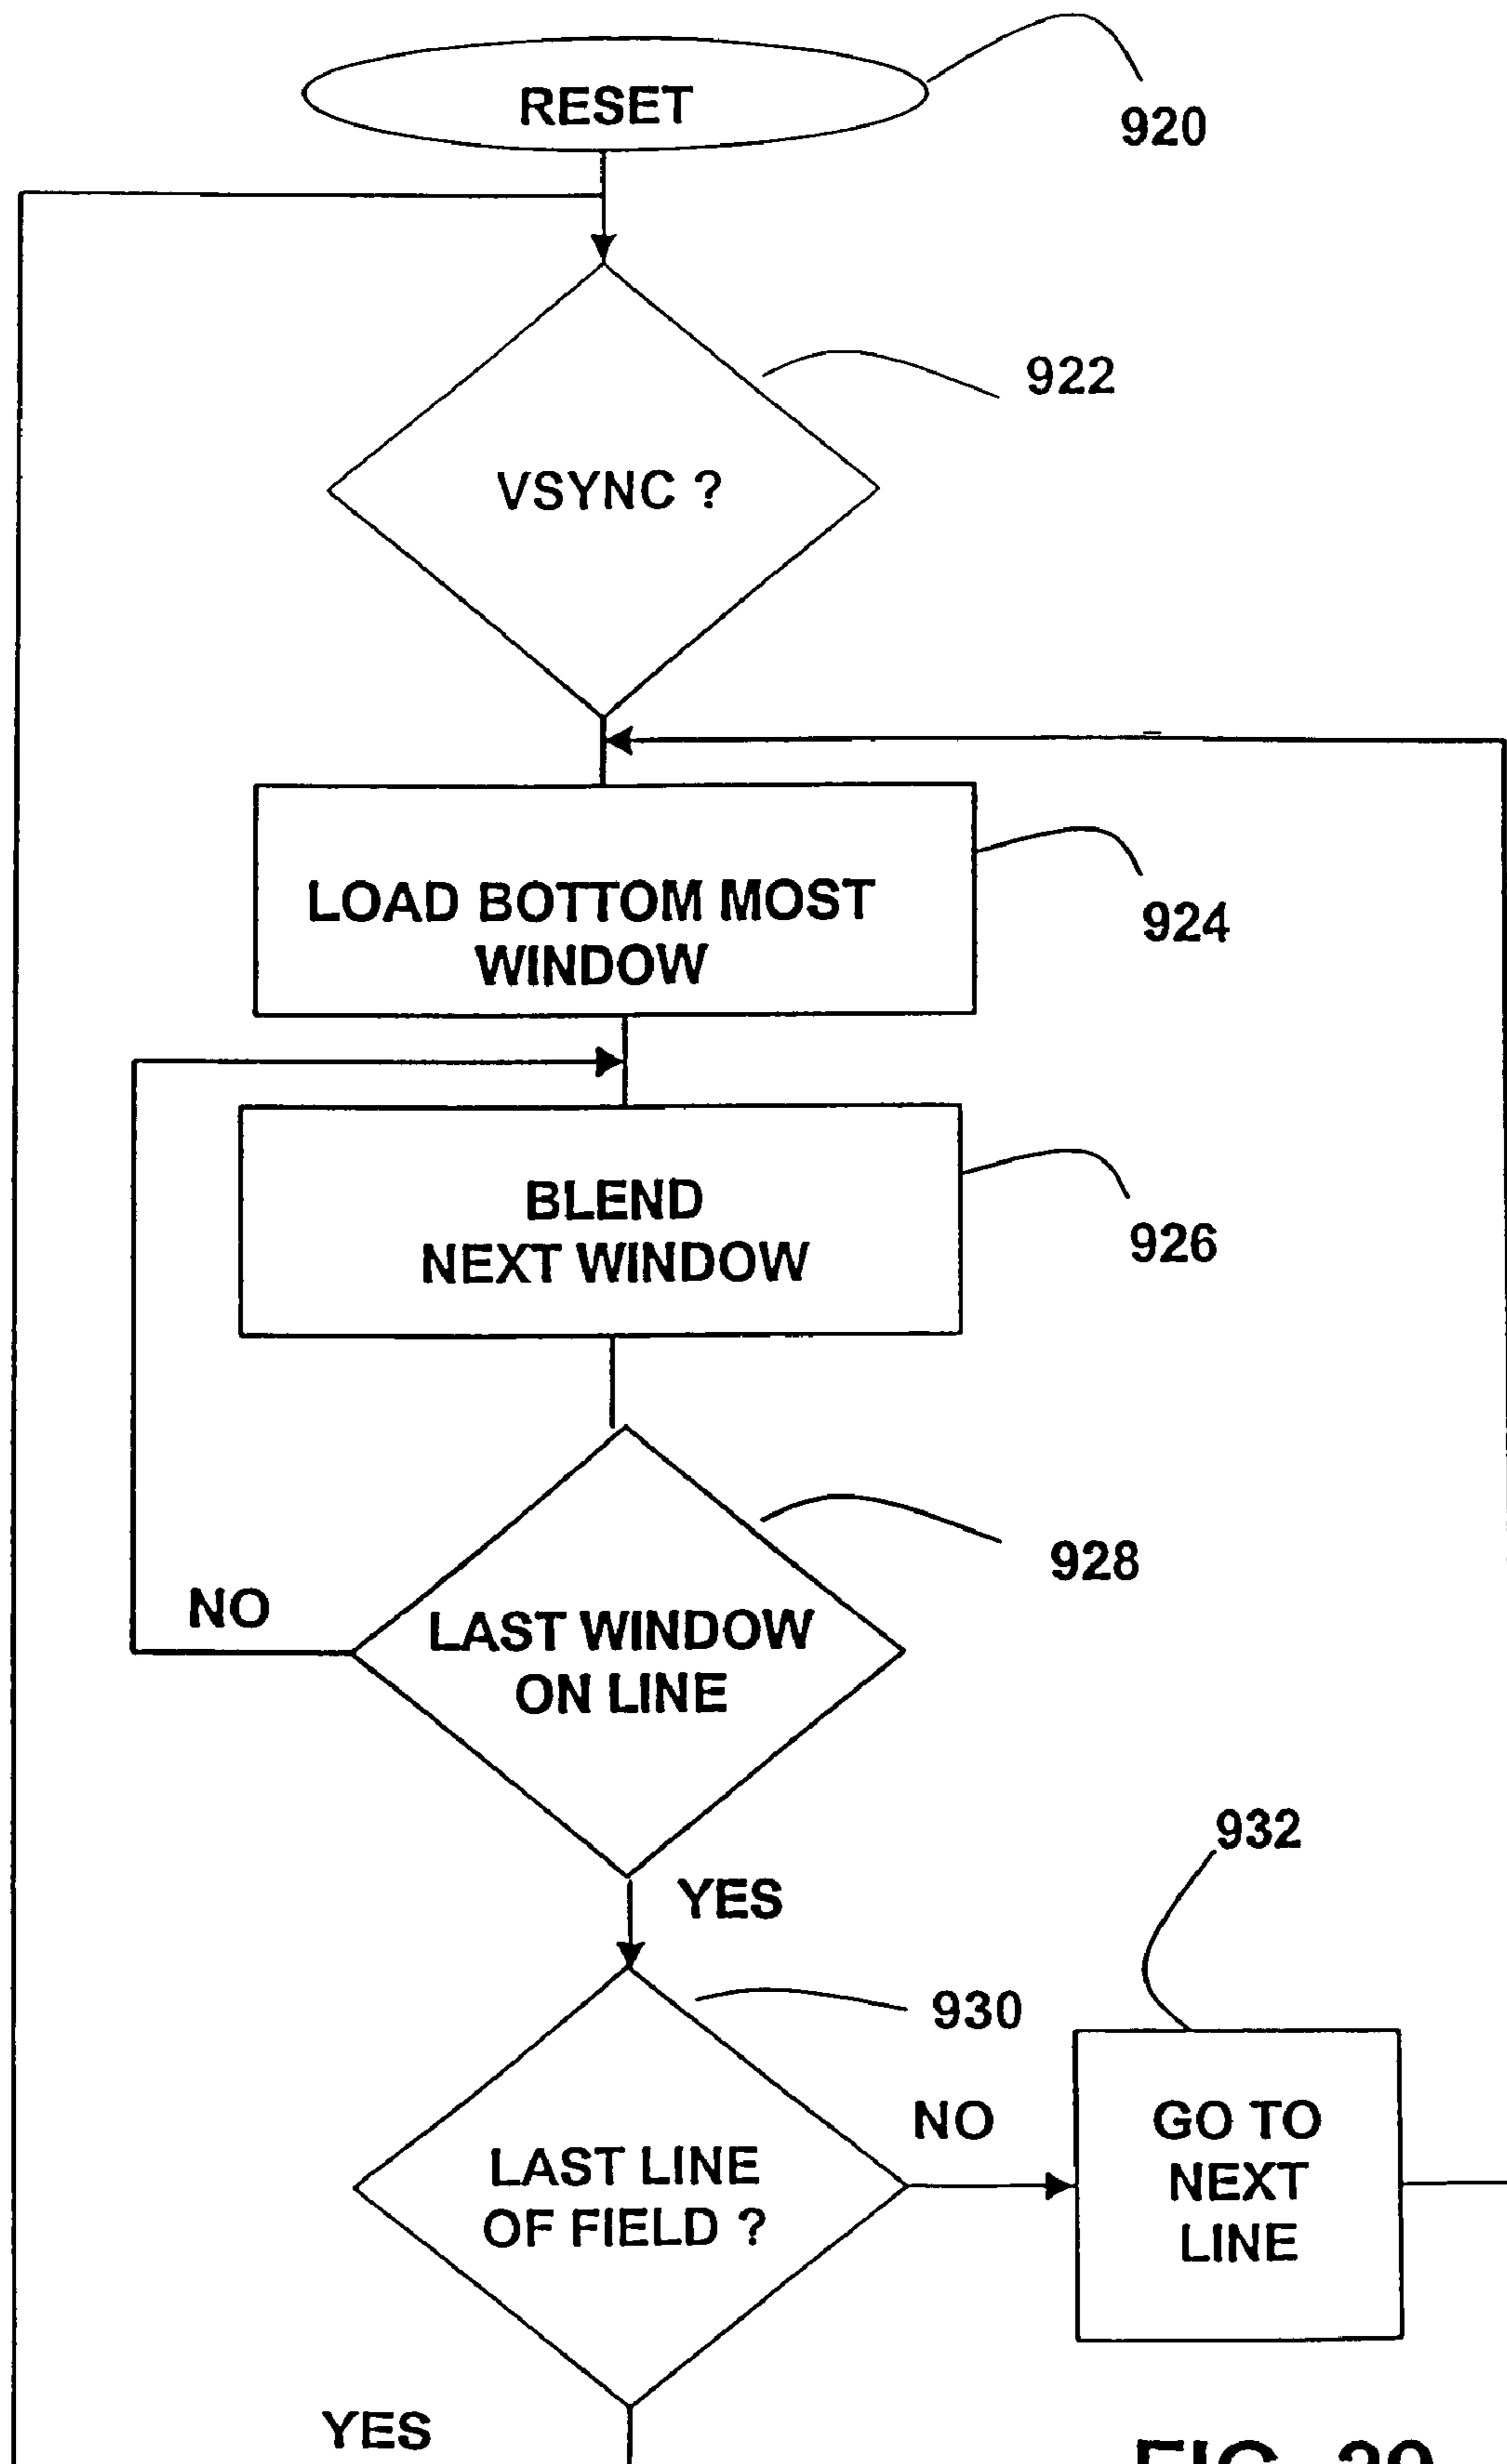 RESET
920
VSYNC ?
922
LOAD BOTTOM MOST
WINDOW
924
BLEND
NEXT WINDOW
926
928
NO
LAST WINDOW
ON LINE
932
YES
930
NO
GO TO
NEXT
LINE
LAST LINE
OF FIELD ?
YES